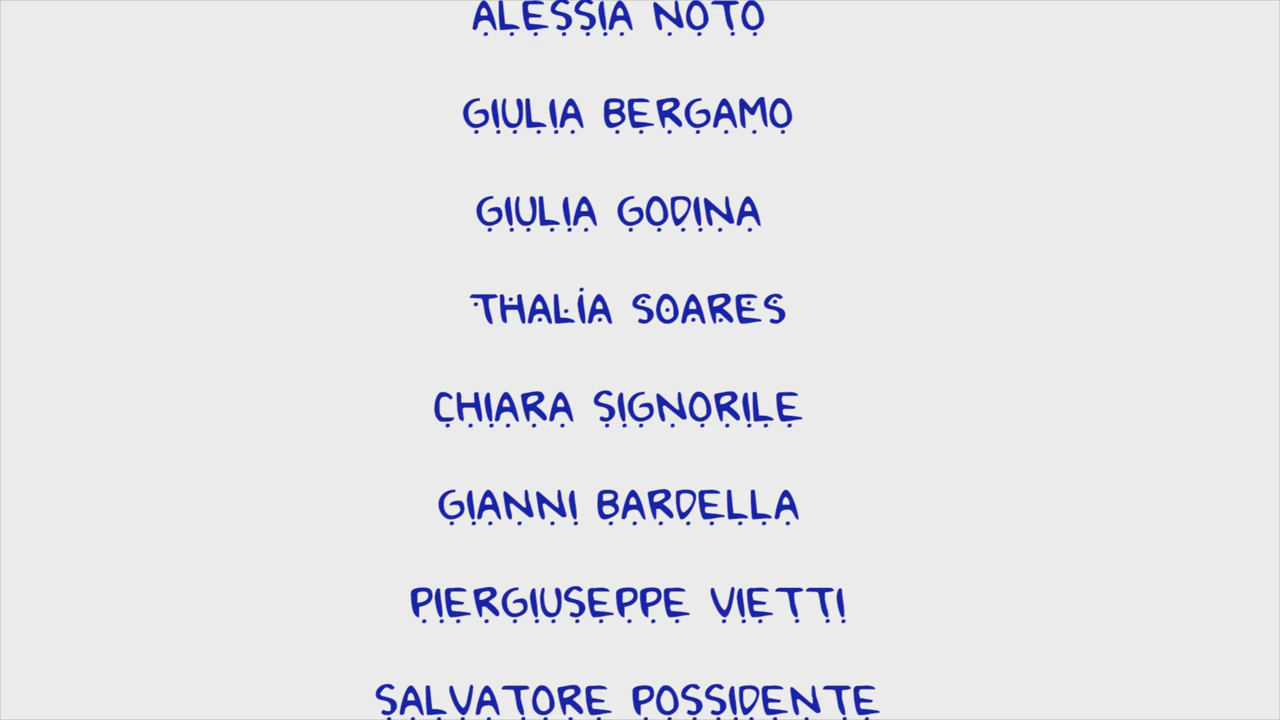 ALESSIA NOTO
GIULIA BERGAMO
GIULIA GODINA
THALIA SOARES
CHIARA SIGNORILE
GIANNI BARDELLA
PIERGIUSEPPE VIETTI
SALVATORE POSSIDENTE